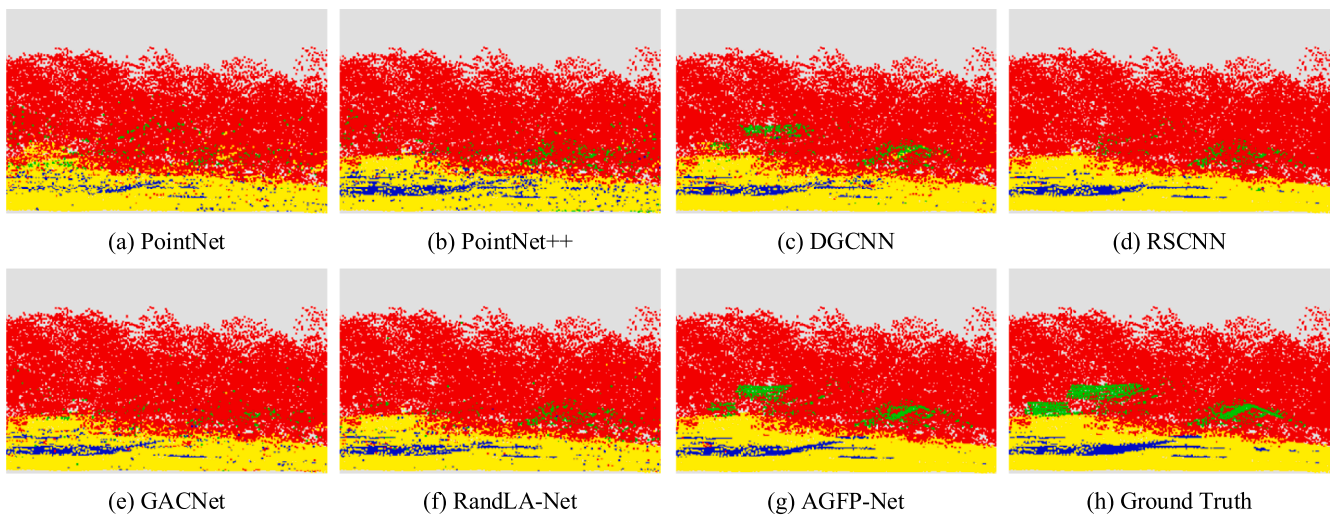 (a) PointNet
(b) PointNet++
(c) DGCNN
(d) RSCNN
(e) GACNet
(f) RandLA-Net
(g) AGFP-Net
(h) Ground Truth